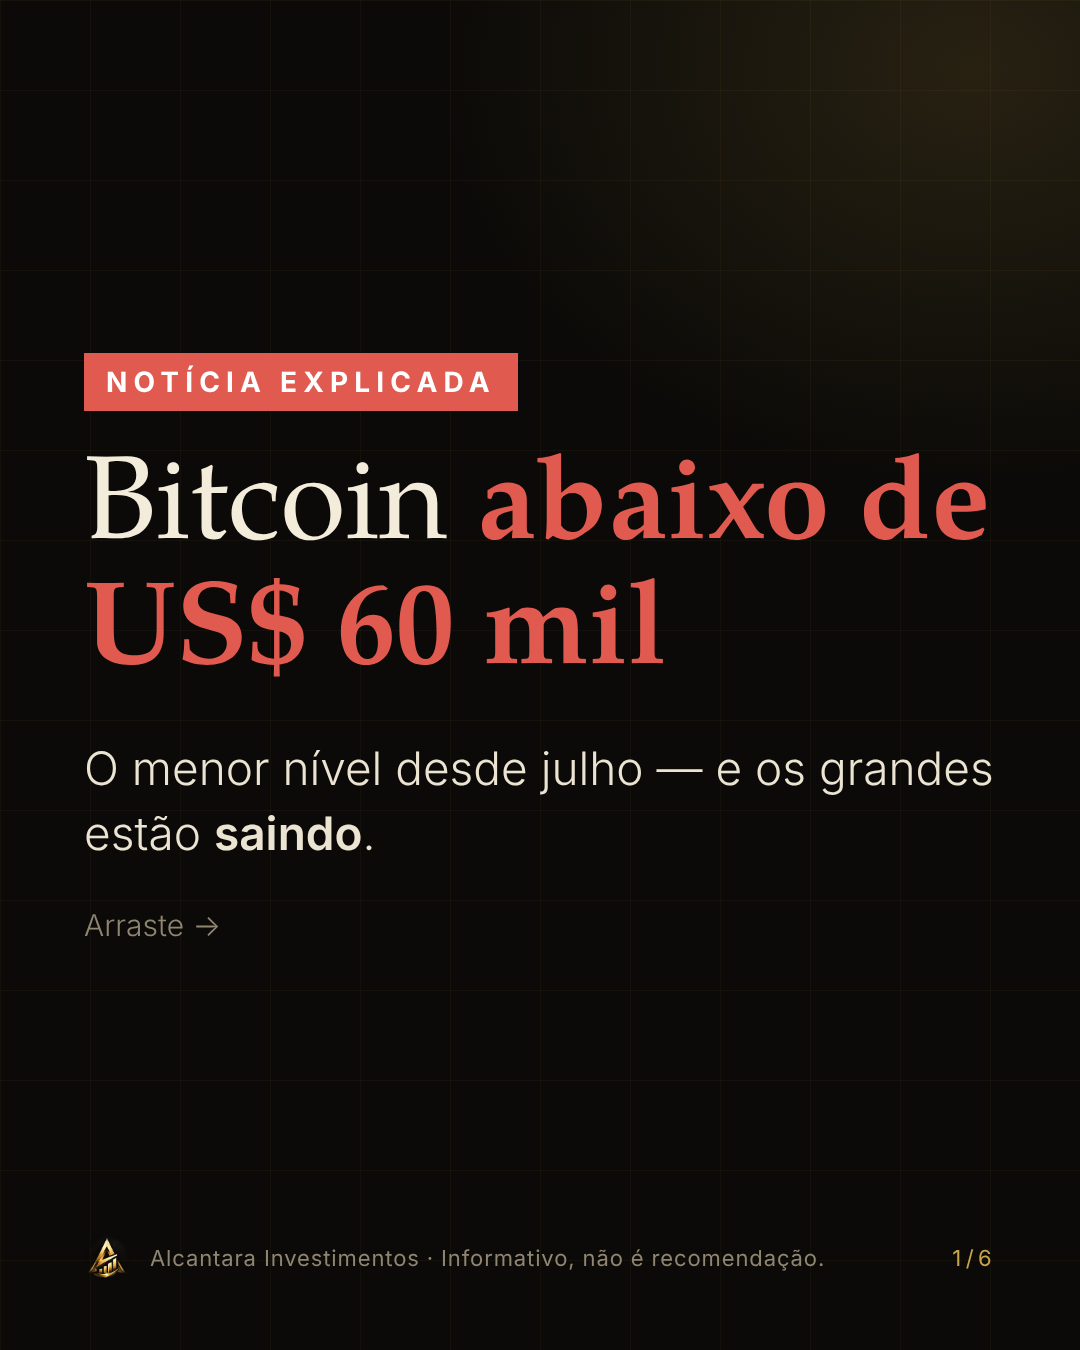 NOTÍCIA EXPLICADA
Bitcoin abaixo de
US$ 60 mil
O menor nível desde julho — e os grandes
estão saindo.
Arraste →
Alcantara Investimentos · Informativo, não é recomendação.
1/6